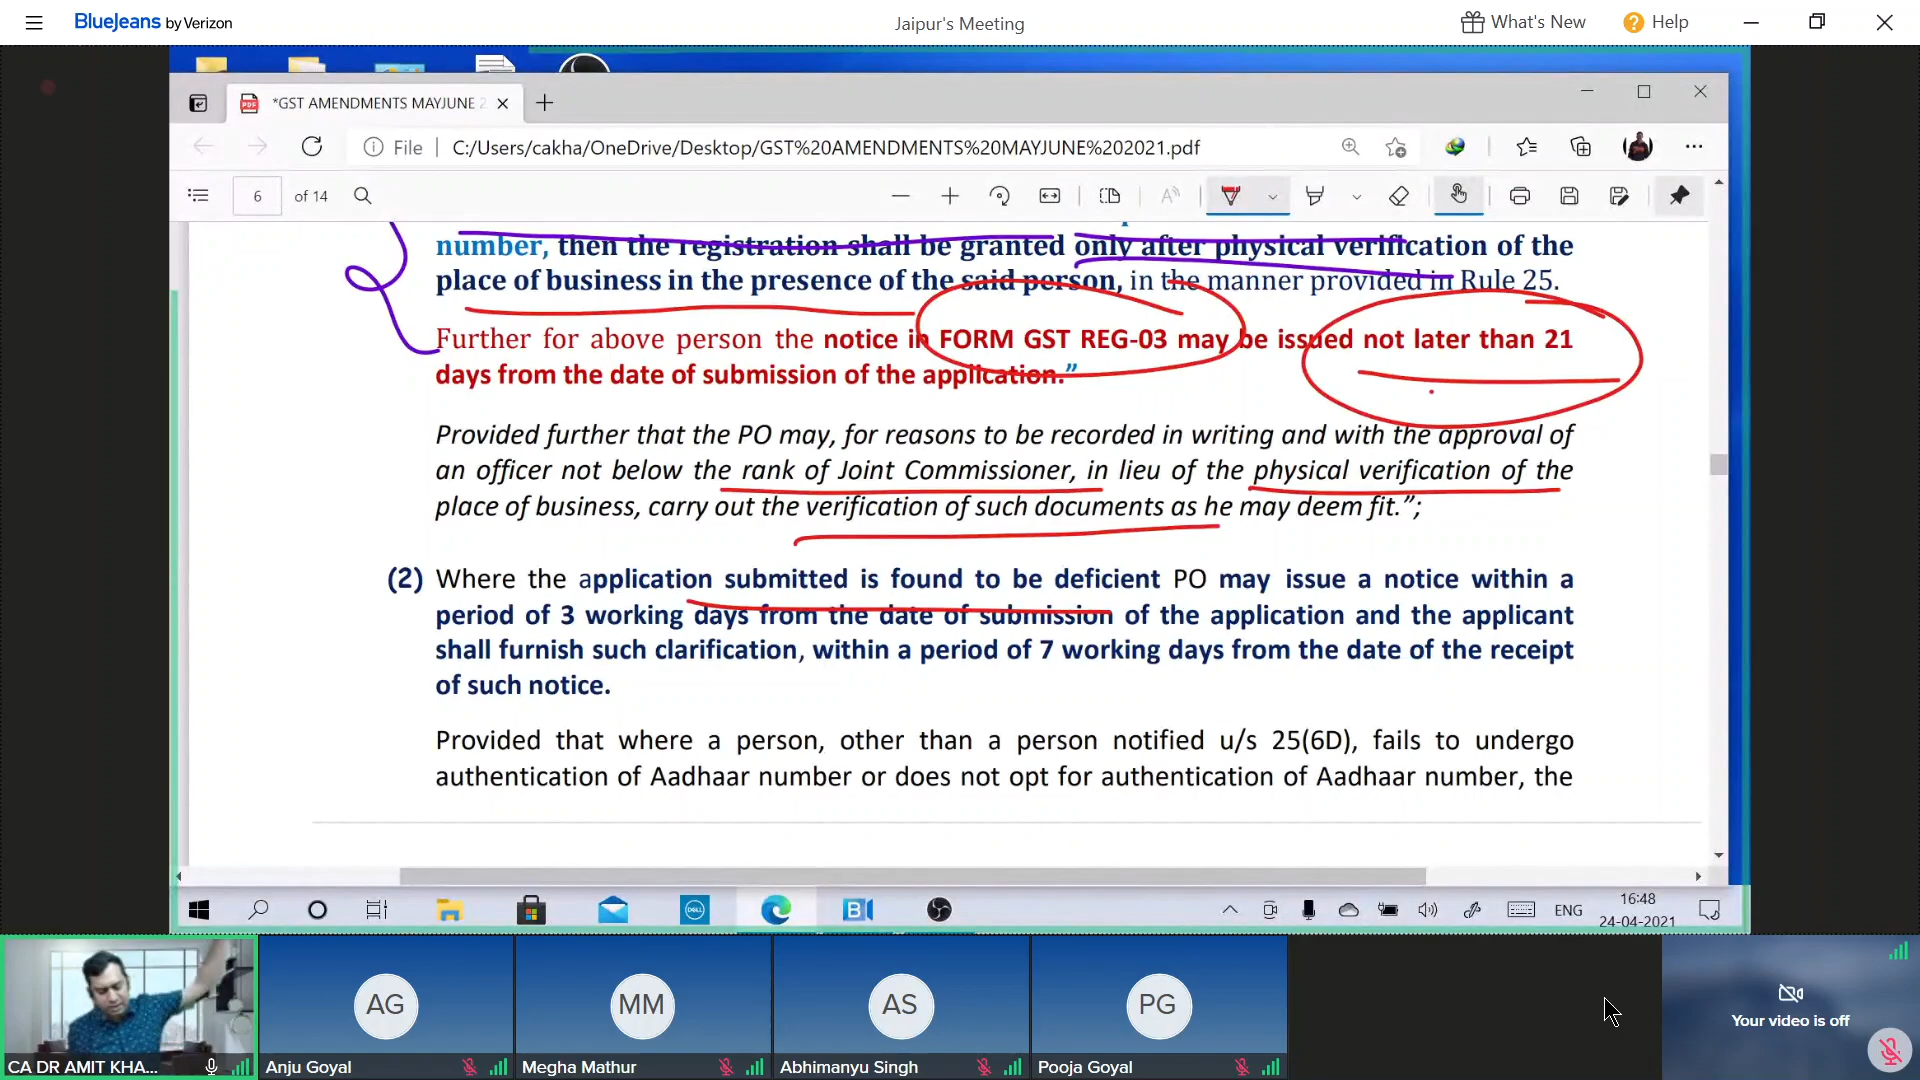 BlueJeans by Verizon
Jaipur's Meeting
What's New
Help
*GST AMENDMENTS MAYJUNE 2
File
C:/Users/cakha/OneDrive/Desktop/GST%20AMENDMENTS%20MAYJUNE%202021.pdf
6 of 14
number, then the registration shall be granted only after physical verification of the
place of business in the presence of the said person, in the manner provided in Rule 25.
Further for above person the notice in FORM GST REG-03 may be issued not later than 21
days from the date of submission of the application.”
Provided further that the PO may, for reasons to be recorded in writing and with the approval of
an officer not below the rank of Joint Commissioner, in lieu of the physical verification of the
place of business, carry out the verification of such documents as he may deem fit.”;
(2) Where the application submitted is found to be deficient PO may issue a notice within a
period of 3 working days from the date of submission of the application and the applicant
shall furnish such clarification, within a period of 7 working days from the date of the receipt
of such notice.
Provided that where a person, other than a person notified u/s 25(6D), fails to undergo
authentication of Aadhaar number or does not opt for authentication of Aadhaar number, the
DELL
B
ENG
16:48
24-04-2021
AG
MM
AS
PG
Your video is off
CA DR AMIT KHA...
Anju Goyal
Megha Mathur
Abhimanyu Singh
Pooja Goyal